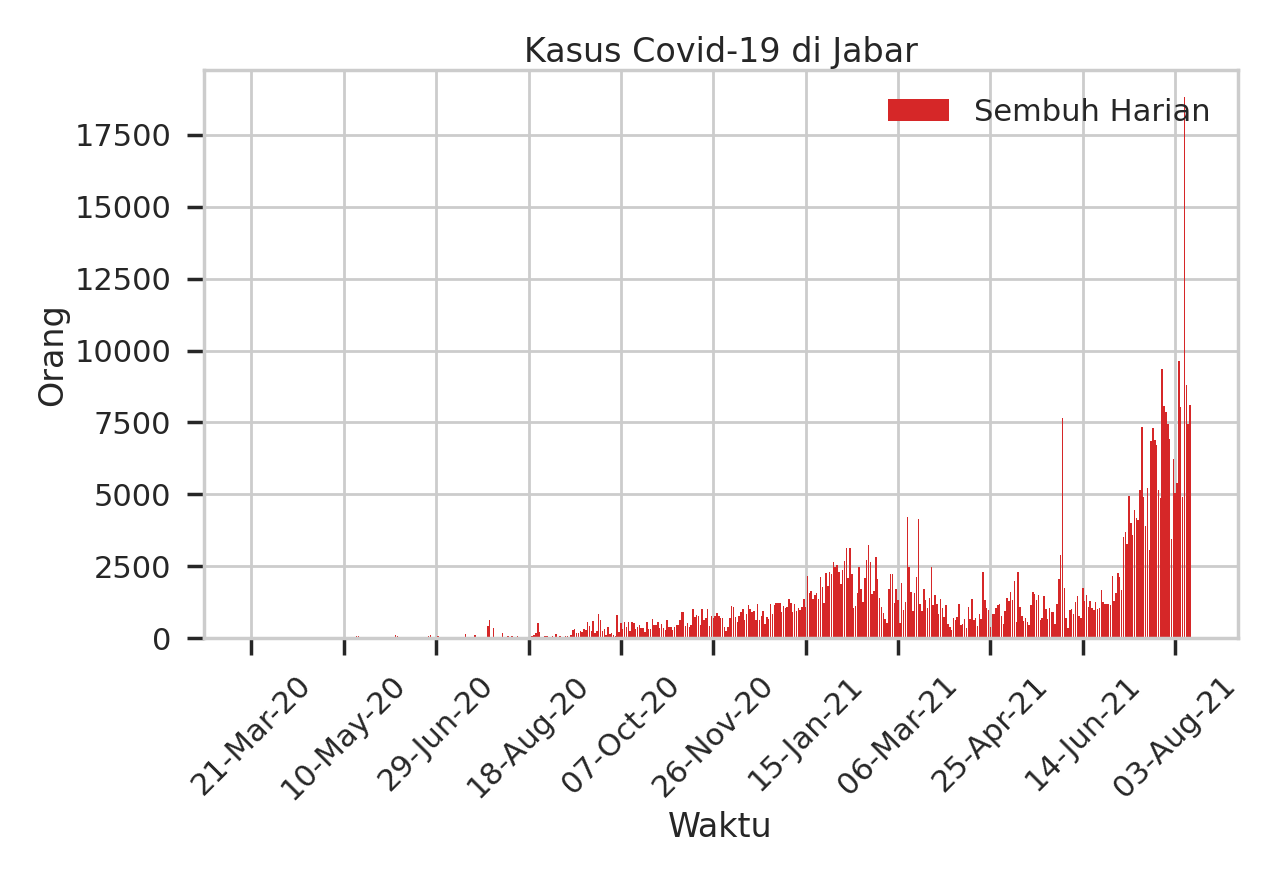 Kasus Covid-19 di Jabar
Sembuh Harian
17500
15000
12500
10000
7500
5000
2500
0
Orang
21-Mar-20
10-May-20
29-Jun-20
18-Aug-20
07-Oct-20
26-Nov-20
15-Jan-21
06-Mar-21
25-Apr-21
14-Jun-21
03-Aug-21
Waktu